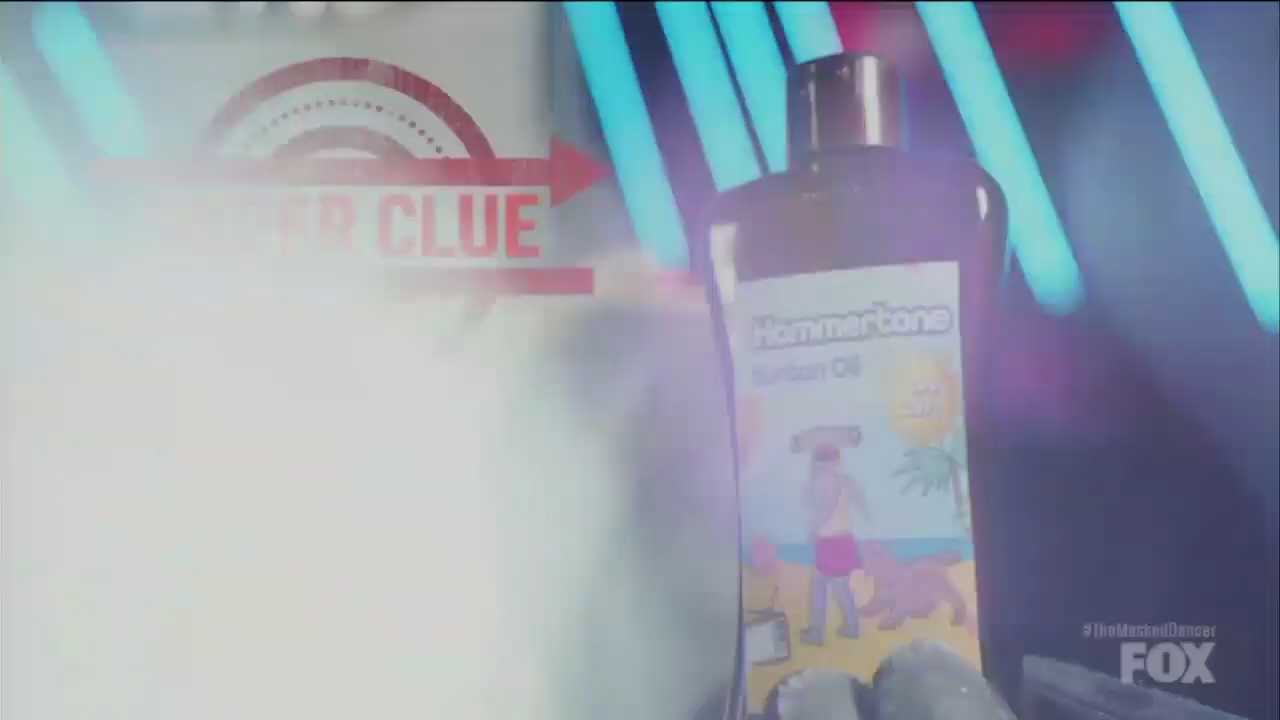 CLUE
Hammertone
Suntan Oil
#TheMaskedDancer
FOX